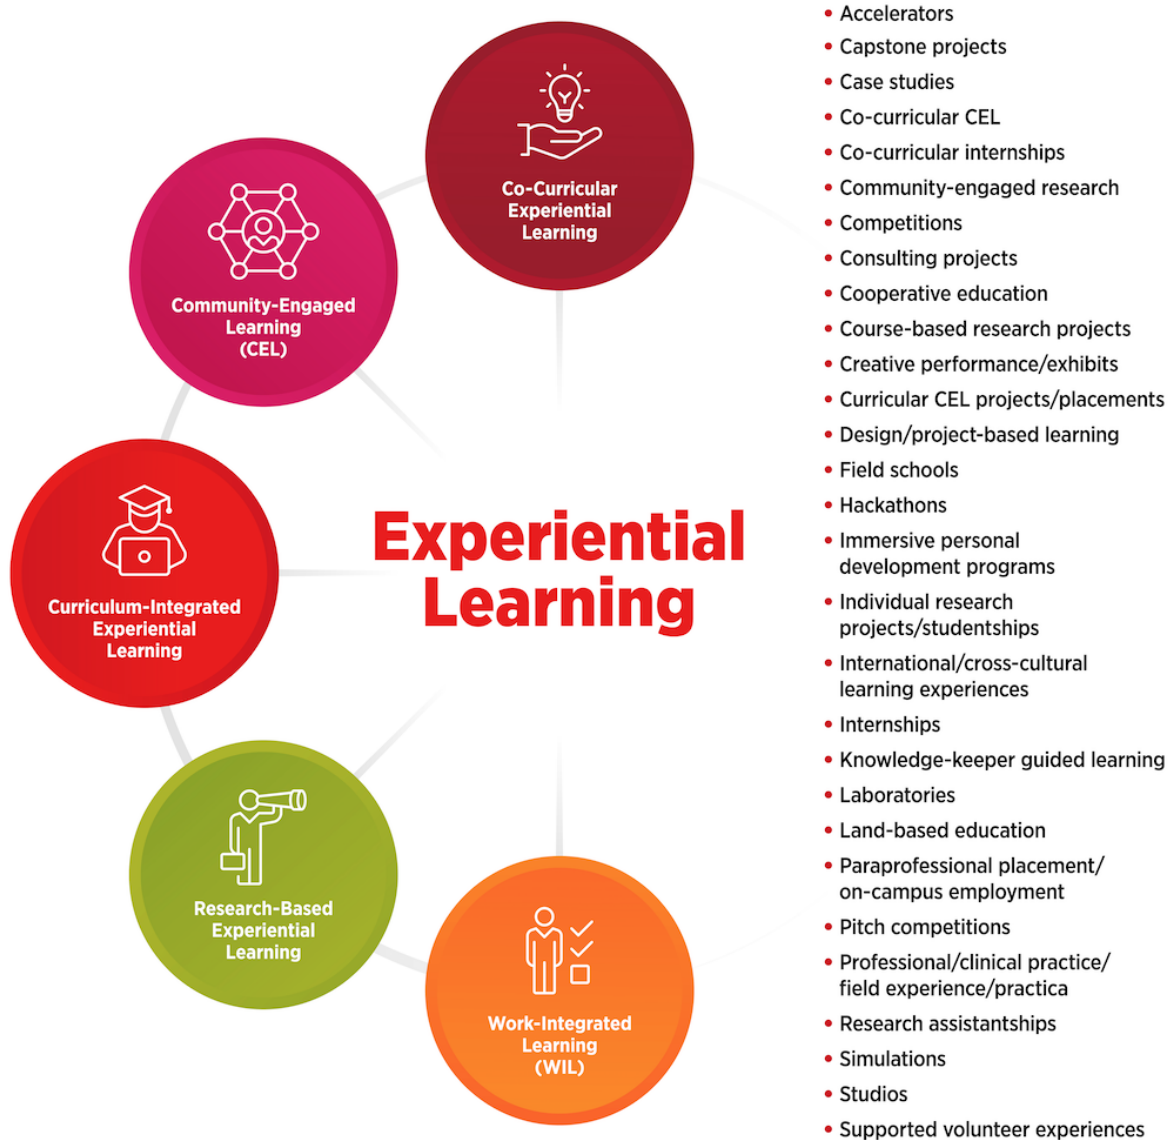 Co-Curricular
Experiential
Learning
Community-Engaged
Learning
(CEL)
Curriculum-Integrated
Experiential
Learning
Research-Based
Experiential
Learning
Work-Integrated
Learning
(WIL)
Experiential
Learning
• Accelerators
• Capstone projects
• Case studies
• Co-curricular CEL
• Co-curricular internships
• Community-engaged research
• Competitions
• Consulting projects
• Cooperative education
• Course-based research projects
• Creative performance/exhibits
• Curricular CEL projects/placements
• Design/project-based learning
• Field schools
• Hackathons
• Immersive personal
development programs
• Individual research
projects/studentships
• International/cross-cultural
learning experiences
• Internships
• Knowledge-keeper guided learning
• Laboratories
• Land-based education
• Paraprofessional placement/
on-campus employment
• Pitch competitions
• Professional/clinical practice/
field experience/practica
• Research assistantships
• Simulations
• Studios
• Supported volunteer experiences